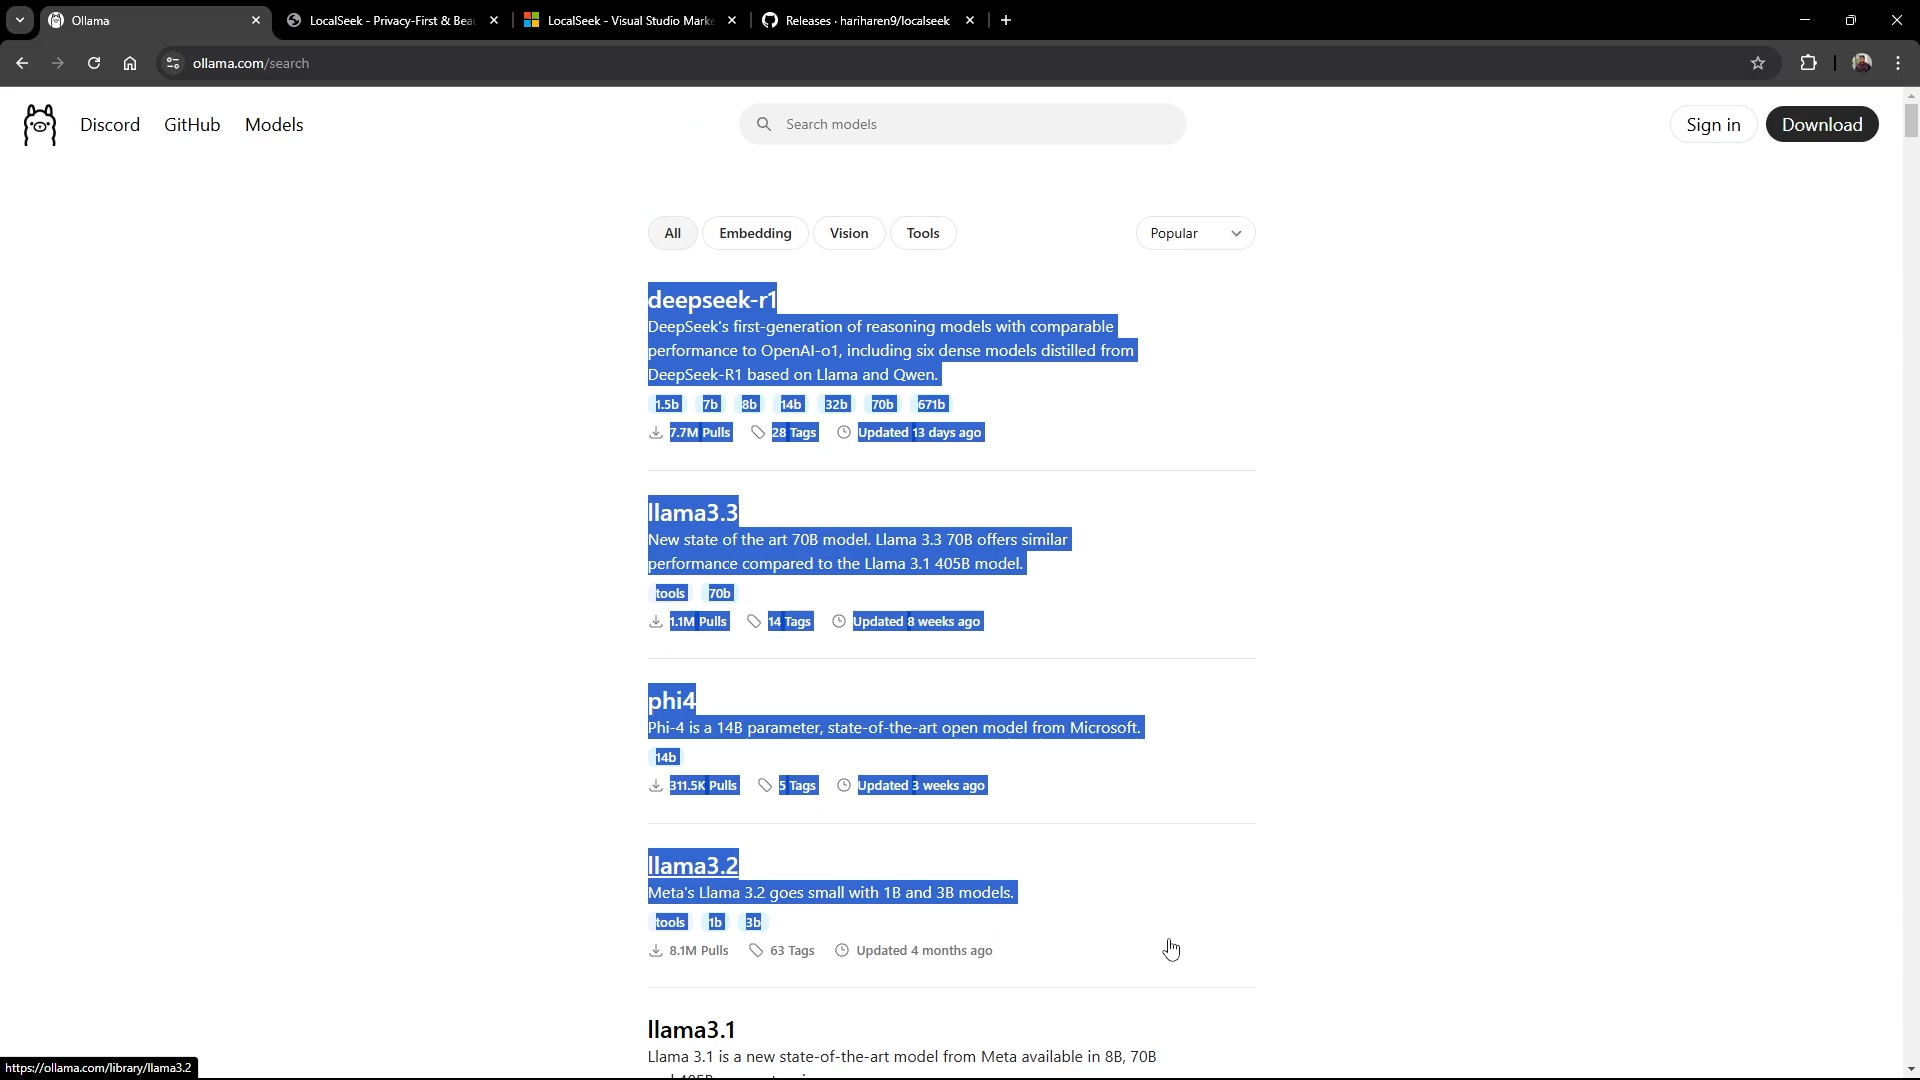 Ollama
LocalSeek - Privacy-First & Bea
LocalSeek - Visual Studio Marke
Releases · hariharen9/localseek
ollama.com/search
Discord
GitHub
Models
Search models
Sign in
Download
All
Embedding
Vision
Tools
Popular
deepseek-r1
DeepSeek's first-generation of reasoning models with comparable
performance to OpenAI-o1, including six dense models distilled from
DeepSeek-R1 based on Llama and Qwen.
1.5b 7b 8b 14b 32b 70b 671b
7.7M Pulls 28 Tags Updated 13 days ago
llama3.3
New state of the art 70B model. Llama 3.3 70B offers similar
performance compared to the Llama 3.1 405B model.
tools 70b
1.1M Pulls 14 Tags Updated 8 weeks ago
phi4
Phi-4 is a 14B parameter, state-of-the-art open model from Microsoft.
14b
311.5K Pulls 5 Tags Updated 3 weeks ago
llama3.2
Meta's Llama 3.2 goes small with 1B and 3B models.
tools 1b 3b
8.1M Pulls 63 Tags Updated 4 months ago
llama3.1
Llama 3.1 is a new state-of-the-art model from Meta available in 8B, 70B
https://ollama.com/library/llama3.2